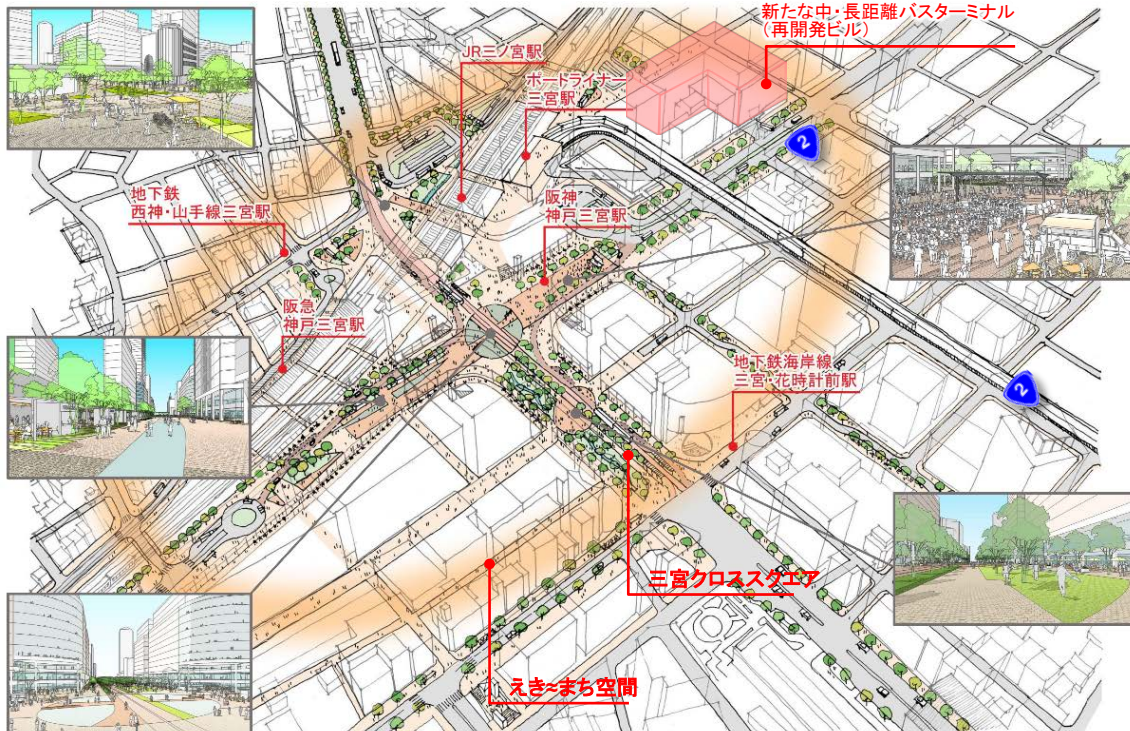 新たな中・長距離バスターミナル
（再開発ビル）
JR三ノ宮駅
ポートライナー
三宮駅
2
地下鉄
西神・山手線三宮駅
阪神
神戸三宮駅
阪急
神戸三宮駅
地下鉄海岸線
三宮・花時計前駅
2
三宮クロススクエア
えき≈まち空間